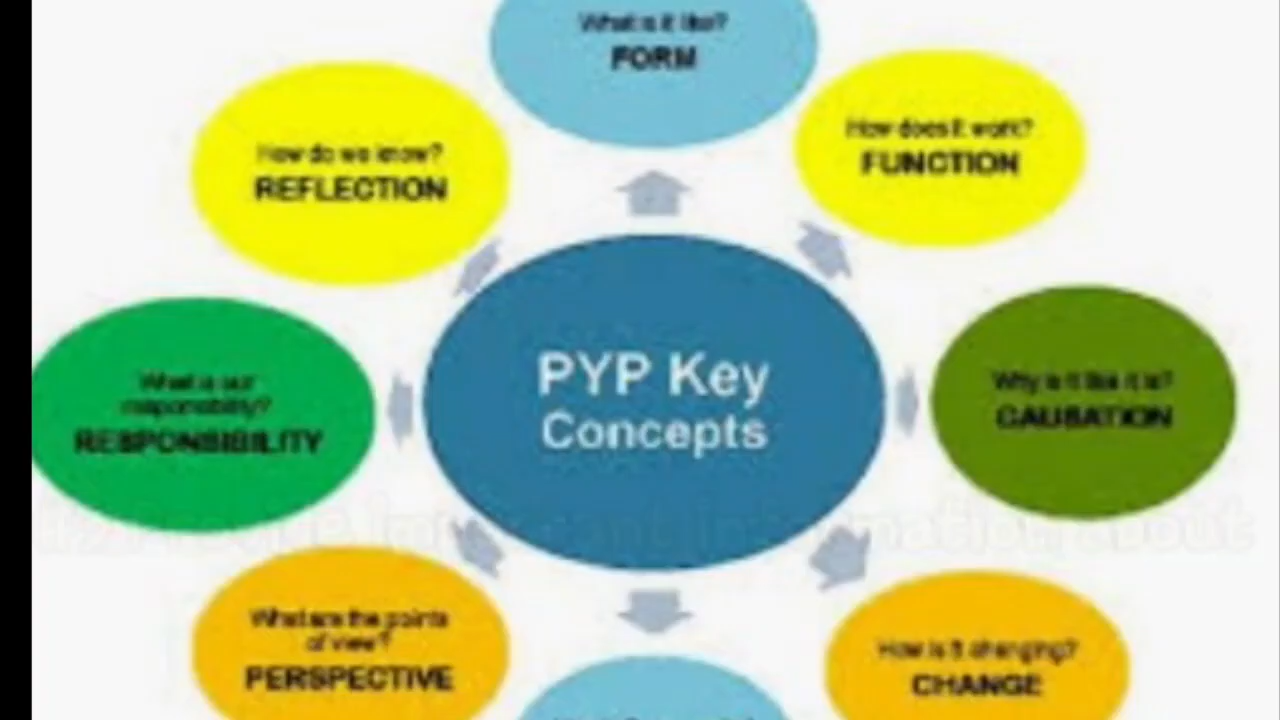 What is it like?
FORM
How does it work?
FUNCTION
How do we know?
REFLECTION
PYP Key
Concepts
What is our
responsibility?
RESPONSIBILITY
Why is it like it is?
CAUSATION
What are the points
of view?
PERSPECTIVE
How is it changing?
CHANGE